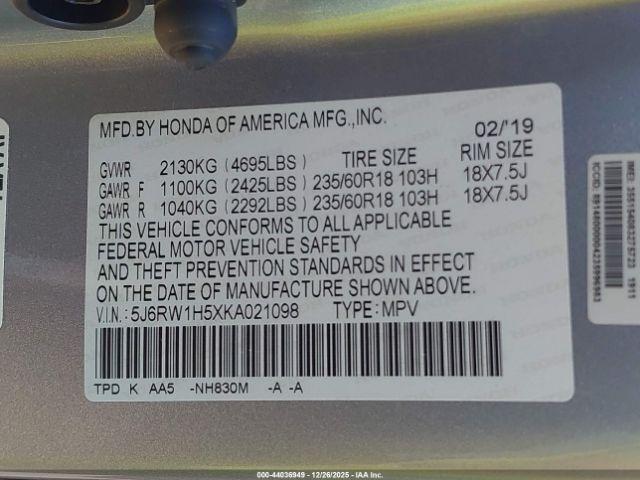 MFD.BY HONDA OF AMERICA MFG.,INC.
02/'19
GVWR 2130KG (4695LBS) TIRE SIZE RIM SIZE
GAWR F 1100KG (2425LBS) 235/60R18 103H 18X7.5J
GAWR R 1040KG (2292LBS) 235/60R18 103H 18X7.5J
THIS VEHICLE CONFORMS TO ALL APPLICABLE
FEDERAL MOTOR VEHICLE SAFETY
AND THEFT PREVENTION STANDARDS IN EFFECT
ON THE DATE OF MANUFACTURE SHOWN ABOVE.
V.I.N.:5J6RW1H5XKA021098 TYPE:MPV
TPD K AA5 -NH830M -A -A
1911
000-44036949 - 12/26/2025 - IAA Inc.